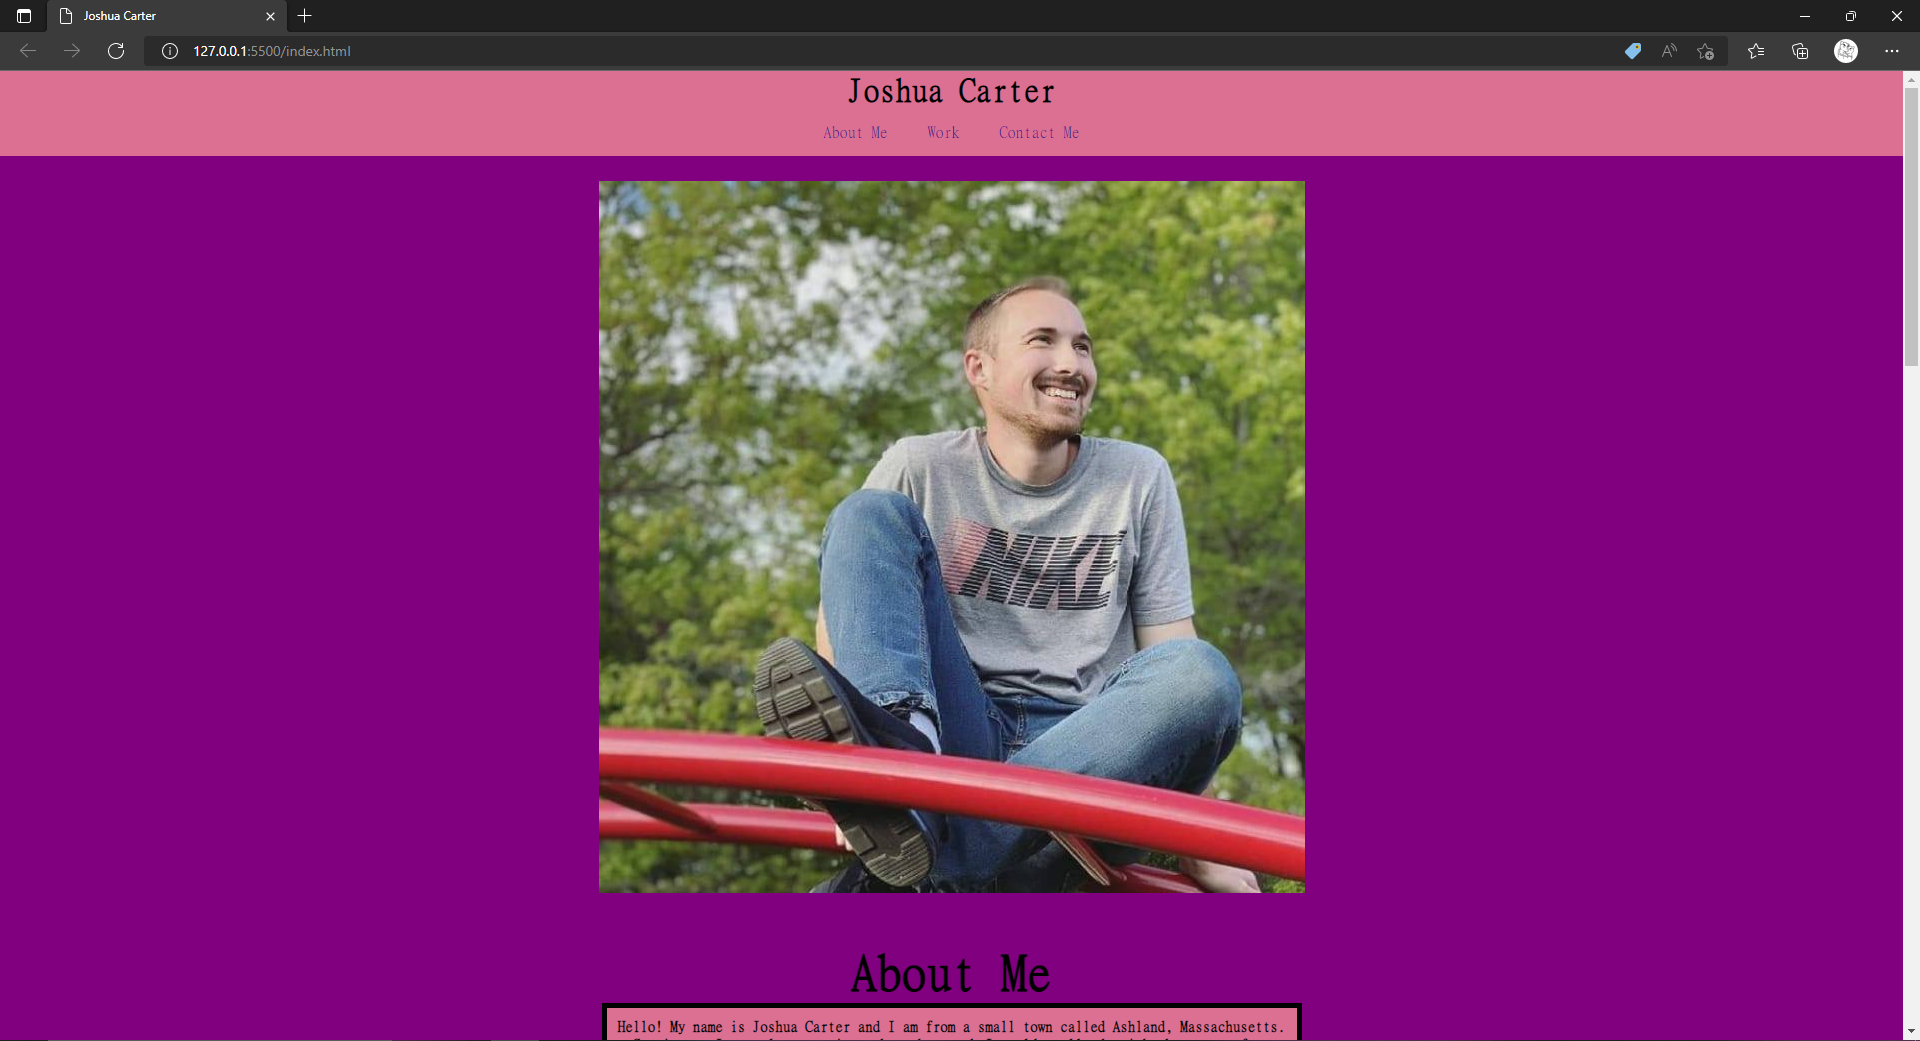 Joshua Carter
127.0.0.1:5500/index.html
Joshua Carter
About Me Work Contact Me
NIKE
About Me
Hello! My name is Joshua Carter and I am from a small town called Ashland, Massachusetts.